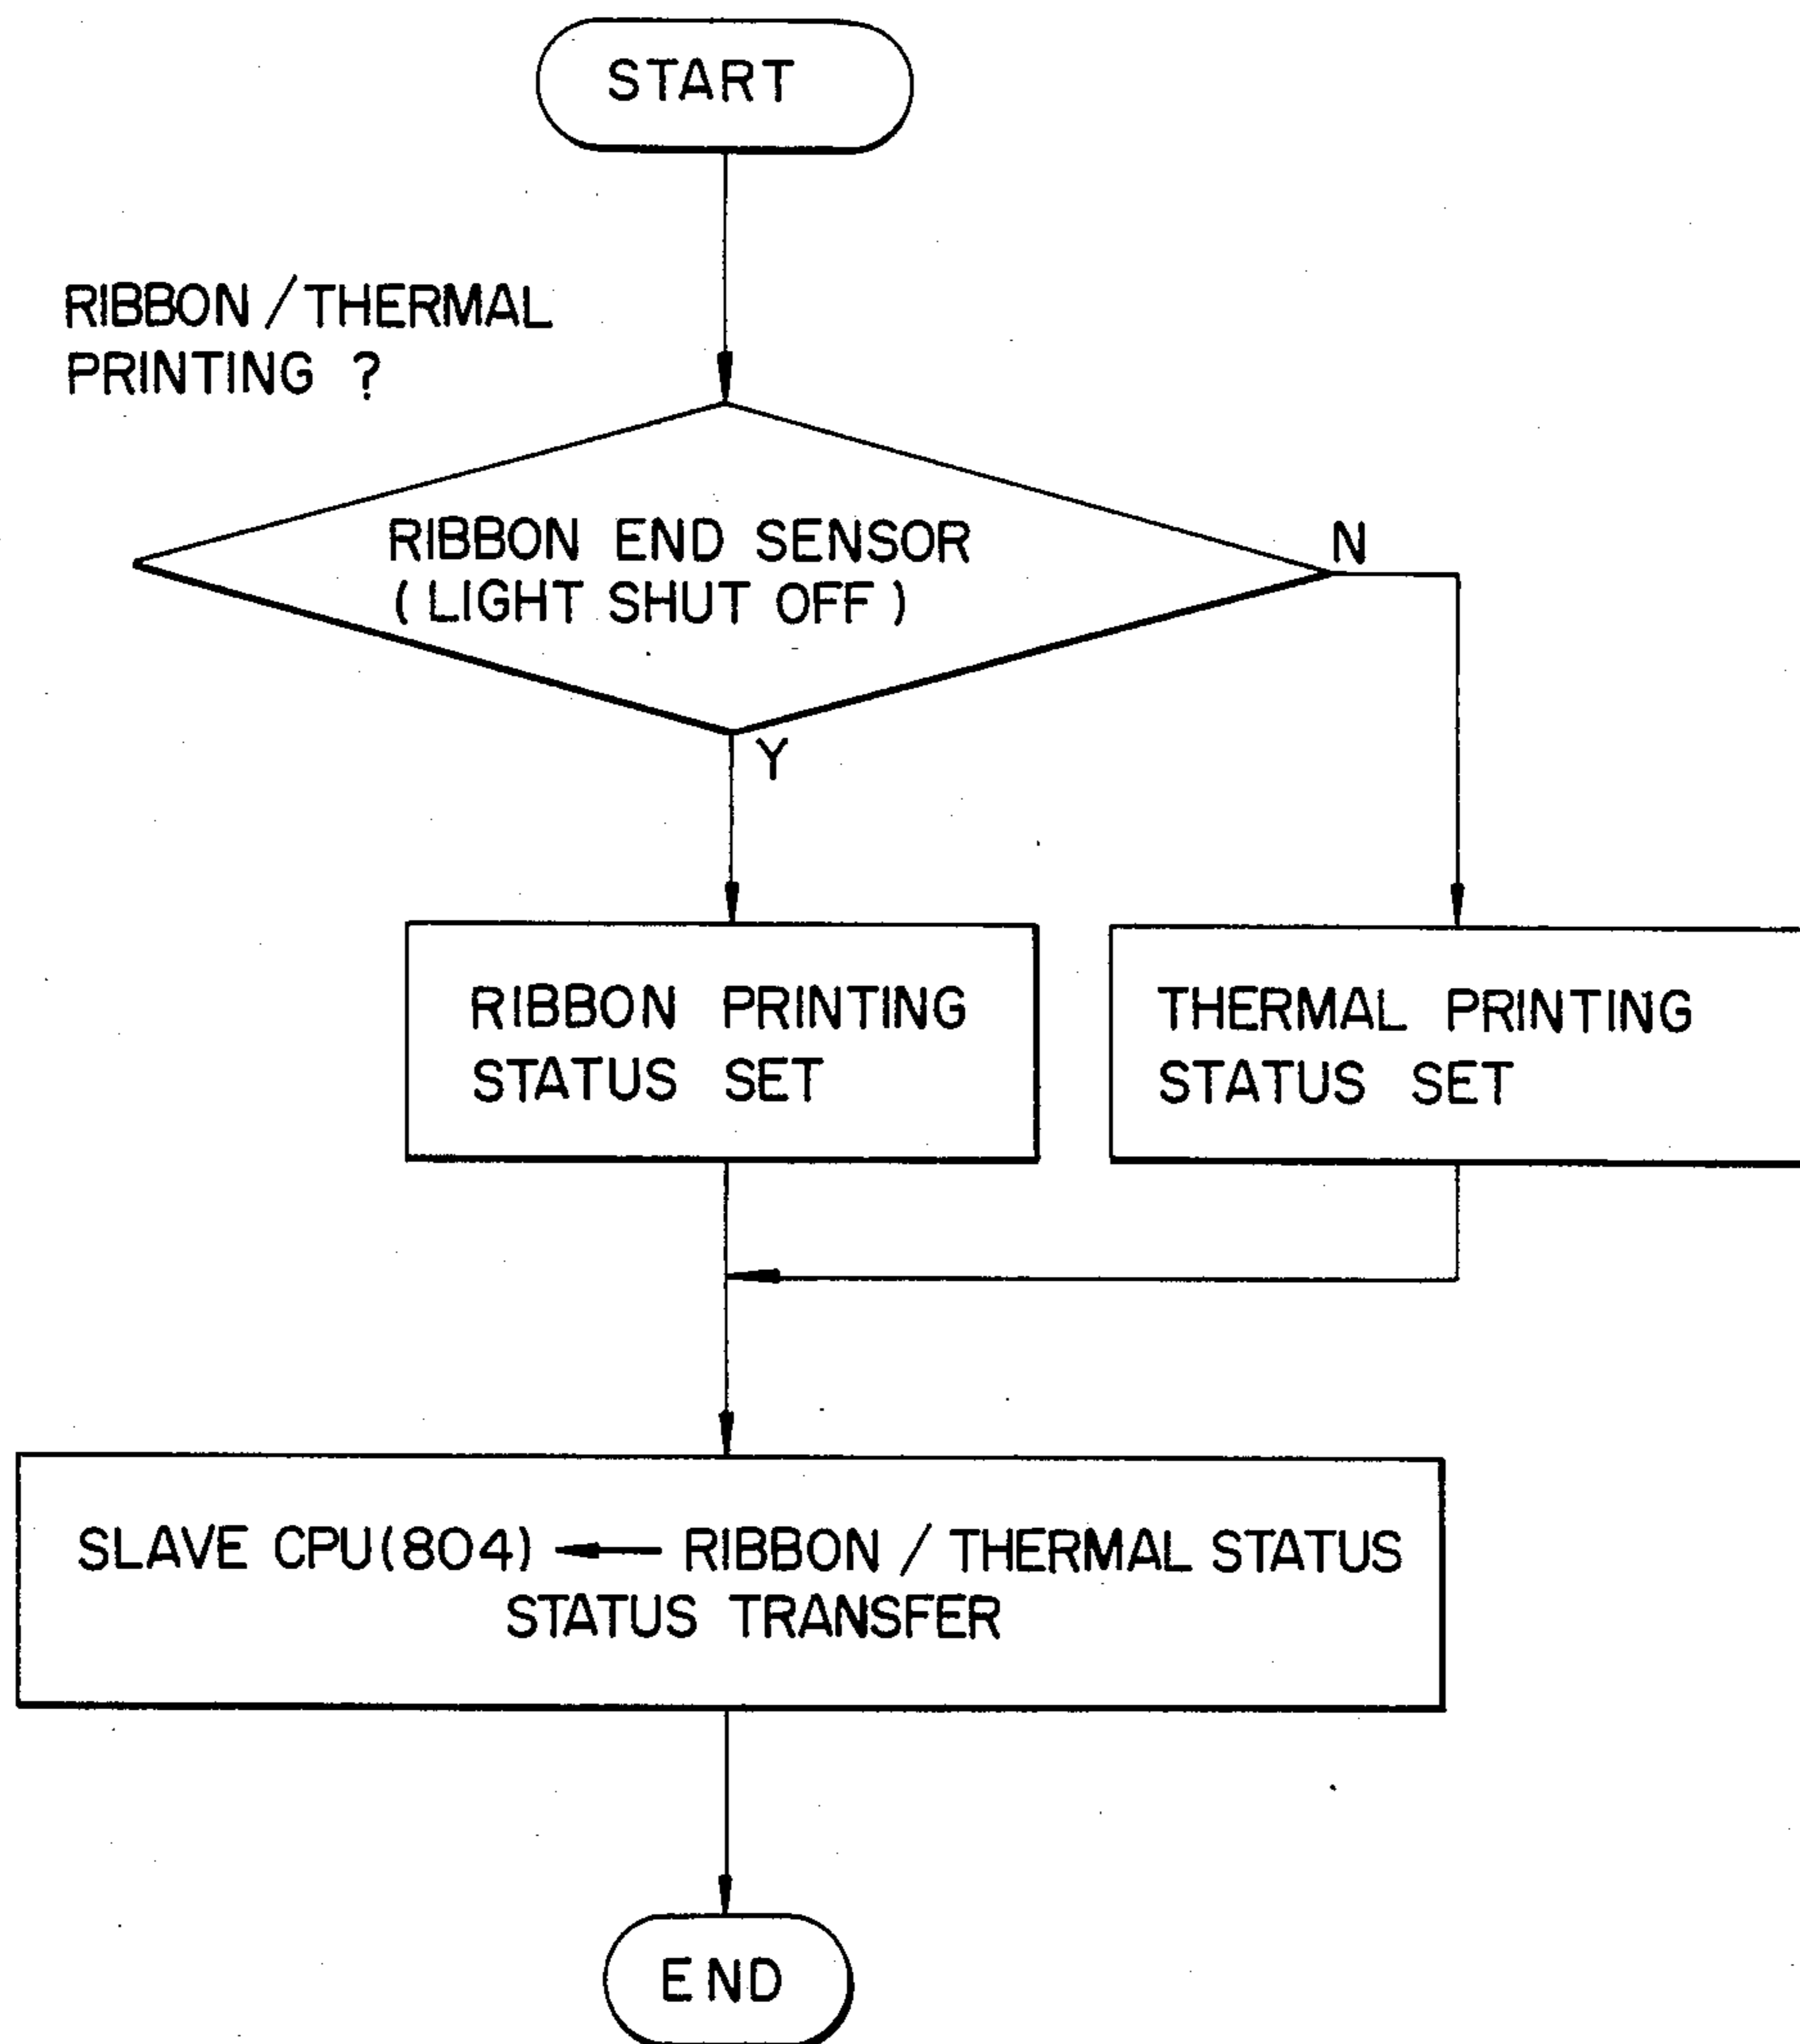 START
RIBBON / THERMAL
PRINTING ?
RIBBON END SENSOR
( LIGHT SHUT OFF )
N
Y
RIBBON PRINTING
STATUS SET
THERMAL PRINTING
STATUS SET
SLAVE CPU(804) ← RIBBON / THERMAL STATUS
STATUS TRANSFER
END